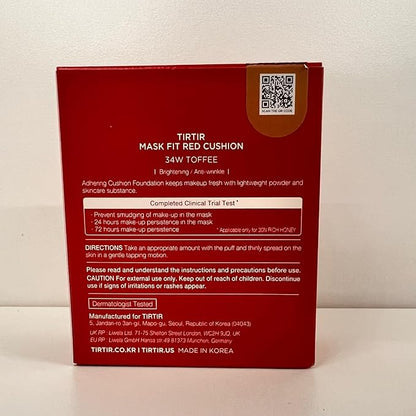 SCAN THE QR CODE
TIRTIR
MASK FIT RED CUSHION
34W TOFFEE
| Brightening / Anti-wrinkle |
Adhering Cushion Foundation keeps makeup fresh with lightweight powder and
skincare substance.
Completed Clinical Trial Test *
· Prevent smudging of make-up in the mask
· 24 hours make-up persistence in the mask
· 72 hours make-up persistence * Applicable only for 30N RICH HONEY
DIRECTIONS Take an appropriate amount with the puff and thinly spread on the
skin in a gentle tapping motion.
Please read and understand the instructions and precautions before use.
CAUTION For external use only. Keep out of reach of children. Discontinue
use if signs of irritations or rashes appear.
Dermatologist Tested
Manufactured for TIRTIR
5, Jandari-ro 3an-gil, Mapo-gu, Seoul, Republic of Korea (04043)
UK RP : Liwela Ltd. 71-75 Shelton Street London, WC2H 9JQ, UK
EU RP : Liwela GmbH Hansa str.49 81373 Munchen, Germany
TIRTIR.CO.KR | TIRTIR.US MADE IN KOREA